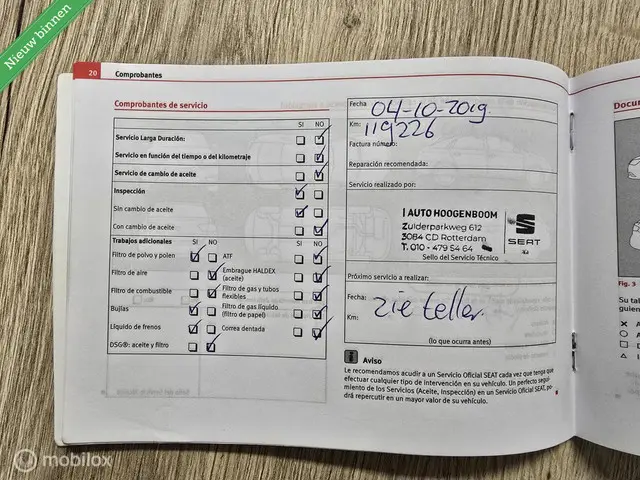 Nieuw binnen
20 Comprobantes
Comprobantes de servicio
SI NO
Servicio Larga Duración:
Servicio en función del tiempo o del kilometraje
Servicio de cambio de aceite
Inspección
Sin cambio de aceite
Con cambio de aceite
Trabajos adicionales SI NO SI NO
Filtro de polvo y polen ATF
Filtro de aire Embrague HALDEX (aceite)
Filtro de combustible Filtro de gas y tubos flexibles
Bujías Filtro de gas líquido (filtro de papel)
Líquido de frenos Correa dentada
DSG®: aceite y filtro
Fecha 04-10-2019.
Km: 119226
Factura número:
Reparación recomendada:
Servicio realizado por:
AUTO HOOGENBOOM
Zuiderparkweg 612
3084 CD Rotterdam
T. 010 - 479 54 64
SEAT
Sello del Servicio Técnico
Próximo servicio a realizar:
Fecha:
zie teller.
Km:
(lo que ocurra antes)
i Aviso
Le recomendamos acudir a un Servicio Oficial SEAT cada vez que tenga que
efectuar cualquier tipo de intervención en su vehículo. Un perfecto segui-
miento de los Servicios (Aceite, Inspección) en un Servicio Oficial SEAT, po-
drá repercutir en un mayor valor de su vehículo.
Docum
Fig. 3
Su ta
guien
mobilox